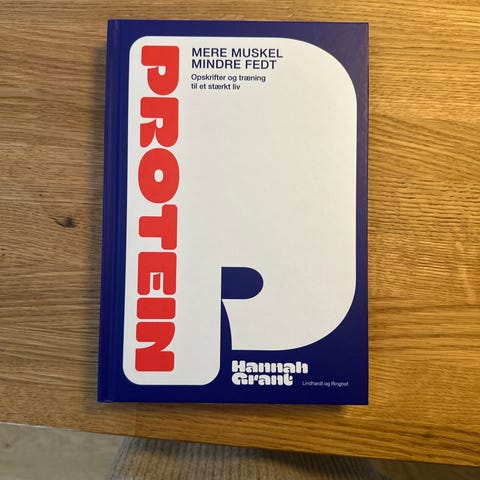 PROTEIN
MERE MUSKEL
MINDRE FEDT
Opskrifter og træning
til et stærkt liv
Hannah
Grant
Lindhardt og Ringhof